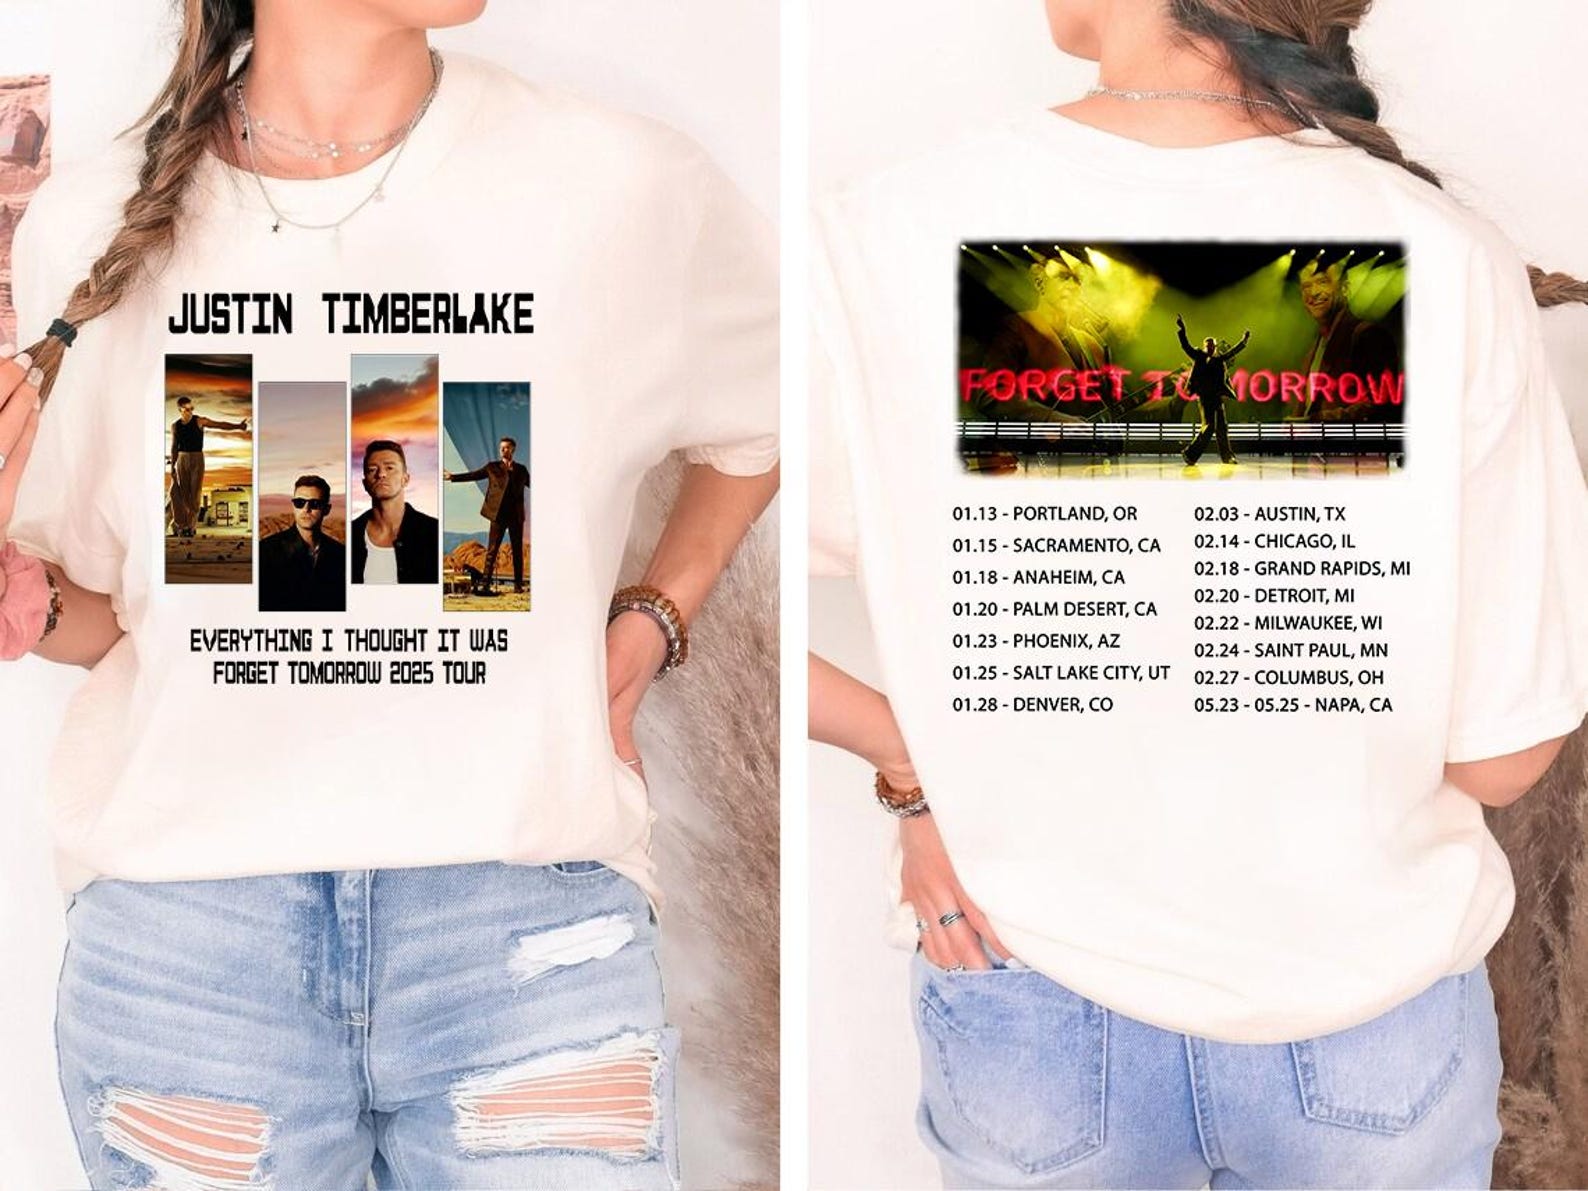 JUSTIN TIMBERLAKE
EVERYTHING I THOUGHT IT WAS
FORGET TOMORROW 2025 TOUR
FORGET TOMORROW
01.13 - PORTLAND, OR
01.15 - SACRAMENTO, CA
01.18 - ANAHEIM, CA
01.20 - PALM DESERT, CA
01.23 - PHOENIX, AZ
01.25 - SALT LAKE CITY, UT
01.28 - DENVER, CO
02.03 - AUSTIN, TX
02.14 - CHICAGO, IL
02.18 - GRAND RAPIDS, MI
02.20 - DETROIT, MI
02.22 - MILWAUKEE, WI
02.24 - SAINT PAUL, MN
02.27 - COLUMBUS, OH
05.23 - 05.25 - NAPA, CA